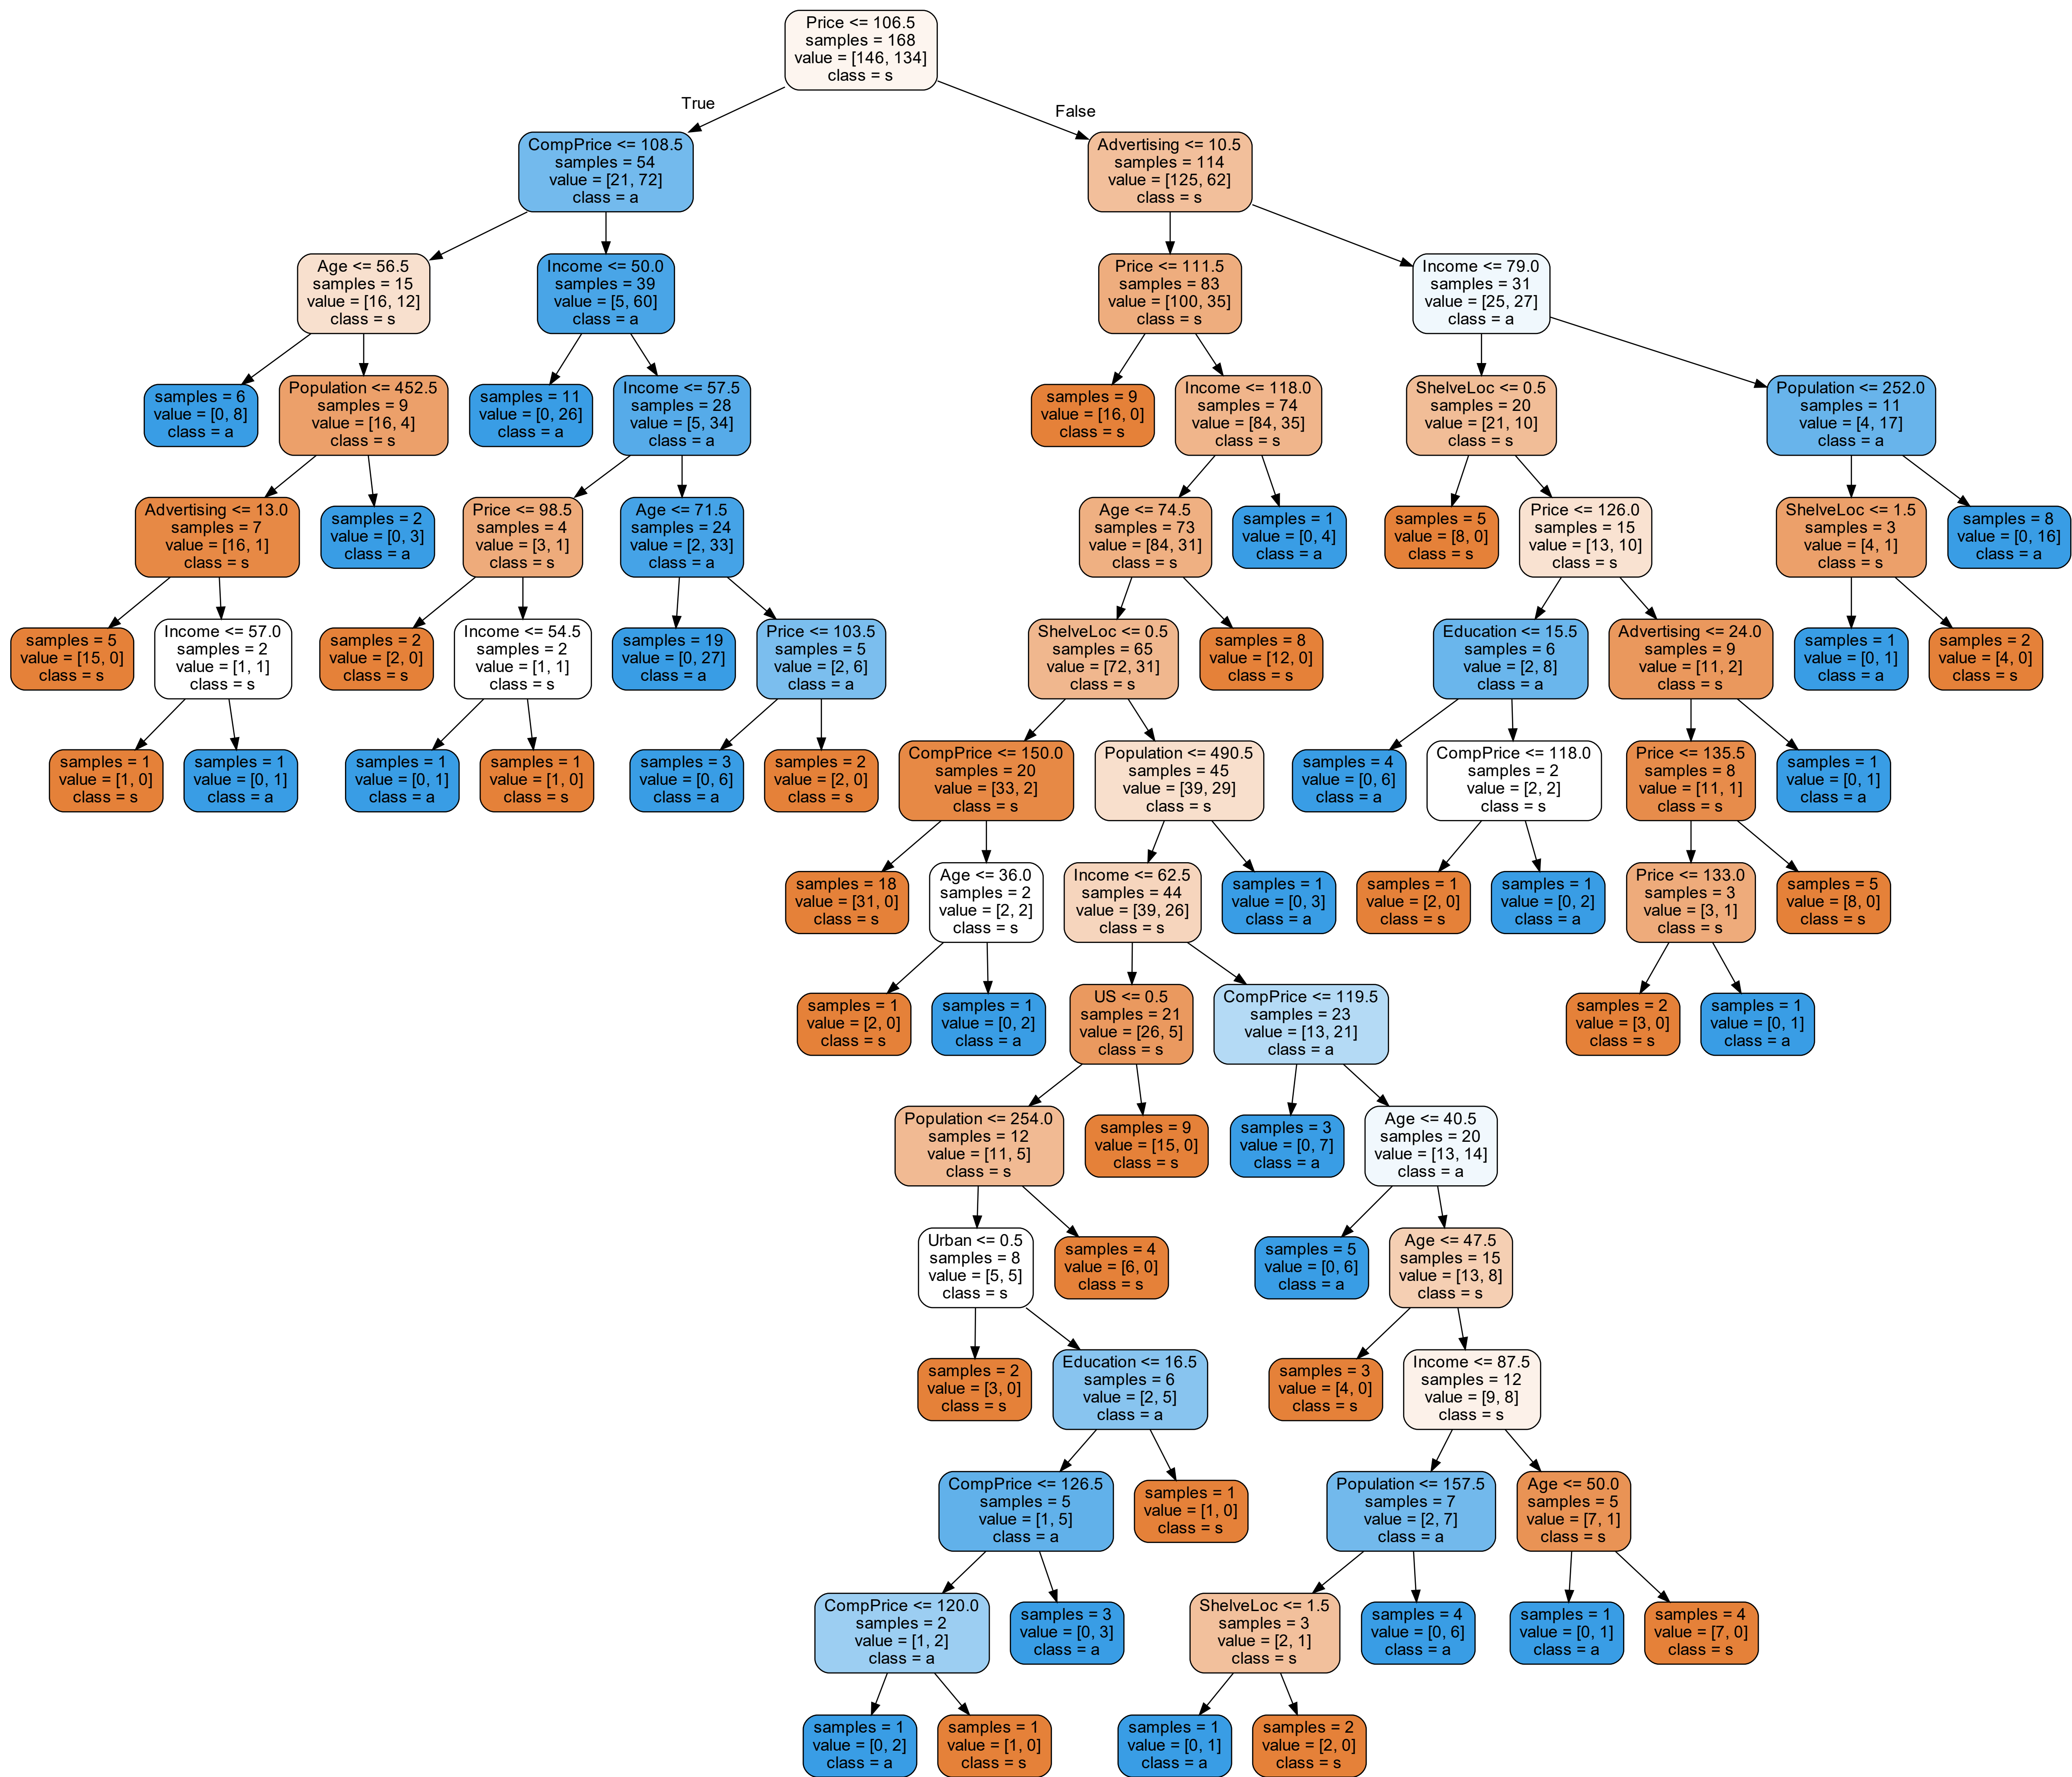 Price <= 106.5
samples = 168
value = [146, 134]
class = s
True
False
CompPrice <= 108.5
samples = 54
value = [21, 72]
class = a
Advertising <= 10.5
samples = 114
value = [125, 62]
class = s
Age <= 56.5
samples = 15
value = [16, 12]
class = s
Income <= 50.0
samples = 39
value = [5, 60]
class = a
Price <= 111.5
samples = 83
value = [100, 35]
class = s
Income <= 79.0
samples = 31
value = [25, 27]
class = a
samples = 6
value = [0, 8]
class = a
Population <= 452.5
samples = 9
value = [16, 4]
class = s
samples = 11
value = [0, 26]
class = a
Income <= 57.5
samples = 28
value = [5, 34]
class = a
samples = 9
value = [16, 0]
class = s
Income <= 118.0
samples = 74
value = [84, 35]
class = s
ShelveLoc <= 0.5
samples = 20
value = [21, 10]
class = s
Population <= 252.0
samples = 11
value = [4, 17]
class = a
Advertising <= 13.0
samples = 7
value = [16, 1]
class = s
samples = 2
value = [0, 3]
class = a
Price <= 98.5
samples = 4
value = [3, 1]
class = s
Age <= 71.5
samples = 24
value = [2, 33]
class = a
Age <= 74.5
samples = 73
value = [84, 31]
class = s
samples = 1
value = [0, 4]
class = a
samples = 5
value = [8, 0]
class = s
Price <= 126.0
samples = 15
value = [13, 10]
class = s
ShelveLoc <= 1.5
samples = 3
value = [4, 1]
class = s
samples = 8
value = [0, 16]
class = a
samples = 5
value = [15, 0]
class = s
Income <= 57.0
samples = 2
value = [1, 1]
class = s
samples = 2
value = [2, 0]
class = s
Income <= 54.5
samples = 2
value = [1, 1]
class = s
samples = 19
value = [0, 27]
class = a
Price <= 103.5
samples = 5
value = [2, 6]
class = a
ShelveLoc <= 0.5
samples = 65
value = [72, 31]
class = s
samples = 8
value = [12, 0]
class = s
Education <= 15.5
samples = 6
value = [2, 8]
class = a
Advertising <= 24.0
samples = 9
value = [11, 2]
class = s
samples = 1
value = [0, 1]
class = a
samples = 2
value = [4, 0]
class = s
samples = 1
value = [1, 0]
class = s
samples = 1
value = [0, 1]
class = a
samples = 1
value = [0, 1]
class = a
samples = 1
value = [1, 0]
class = s
samples = 3
value = [0, 6]
class = a
samples = 2
value = [2, 0]
class = s
CompPrice <= 150.0
samples = 20
value = [33, 2]
class = s
Population <= 490.5
samples = 45
value = [39, 29]
class = s
samples = 4
value = [0, 6]
class = a
CompPrice <= 118.0
samples = 2
value = [2, 2]
class = s
Price <= 135.5
samples = 8
value = [11, 1]
class = s
samples = 1
value = [0, 1]
class = a
samples = 18
value = [31, 0]
class = s
Age <= 36.0
samples = 2
value = [2, 2]
class = s
Income <= 62.5
samples = 44
value = [39, 26]
class = s
samples = 1
value = [0, 3]
class = a
samples = 1
value = [2, 0]
class = s
samples = 1
value = [0, 2]
class = a
Price <= 133.0
samples = 3
value = [3, 1]
class = s
samples = 5
value = [8, 0]
class = s
samples = 1
value = [2, 0]
class = s
samples = 1
value = [0, 2]
class = a
US <= 0.5
samples = 21
value = [26, 5]
class = s
CompPrice <= 119.5
samples = 23
value = [13, 21]
class = a
samples = 2
value = [3, 0]
class = s
samples = 1
value = [0, 1]
class = a
Population <= 254.0
samples = 12
value = [11, 5]
class = s
samples = 9
value = [15, 0]
class = s
samples = 3
value = [0, 7]
class = a
Age <= 40.5
samples = 20
value = [13, 14]
class = a
Urban <= 0.5
samples = 8
value = [5, 5]
class = s
samples = 4
value = [6, 0]
class = s
samples = 5
value = [0, 6]
class = a
Age <= 47.5
samples = 15
value = [13, 8]
class = s
samples = 2
value = [3, 0]
class = s
Education <= 16.5
samples = 6
value = [2, 5]
class = a
samples = 3
value = [4, 0]
class = s
Income <= 87.5
samples = 12
value = [9, 8]
class = s
CompPrice <= 126.5
samples = 5
value = [1, 5]
class = a
samples = 1
value = [1, 0]
class = s
Population <= 157.5
samples = 7
value = [2, 7]
class = a
Age <= 50.0
samples = 5
value = [7, 1]
class = s
CompPrice <= 120.0
samples = 2
value = [1, 2]
class = a
samples = 3
value = [0, 3]
class = a
ShelveLoc <= 1.5
samples = 3
value = [2, 1]
class = s
samples = 4
value = [0, 6]
class = a
samples = 1
value = [0, 1]
class = a
samples = 4
value = [7, 0]
class = s
samples = 1
value = [0, 2]
class = a
samples = 1
value = [1, 0]
class = s
samples = 1
value = [0, 1]
class = a
samples = 2
value = [2, 0]
class = s